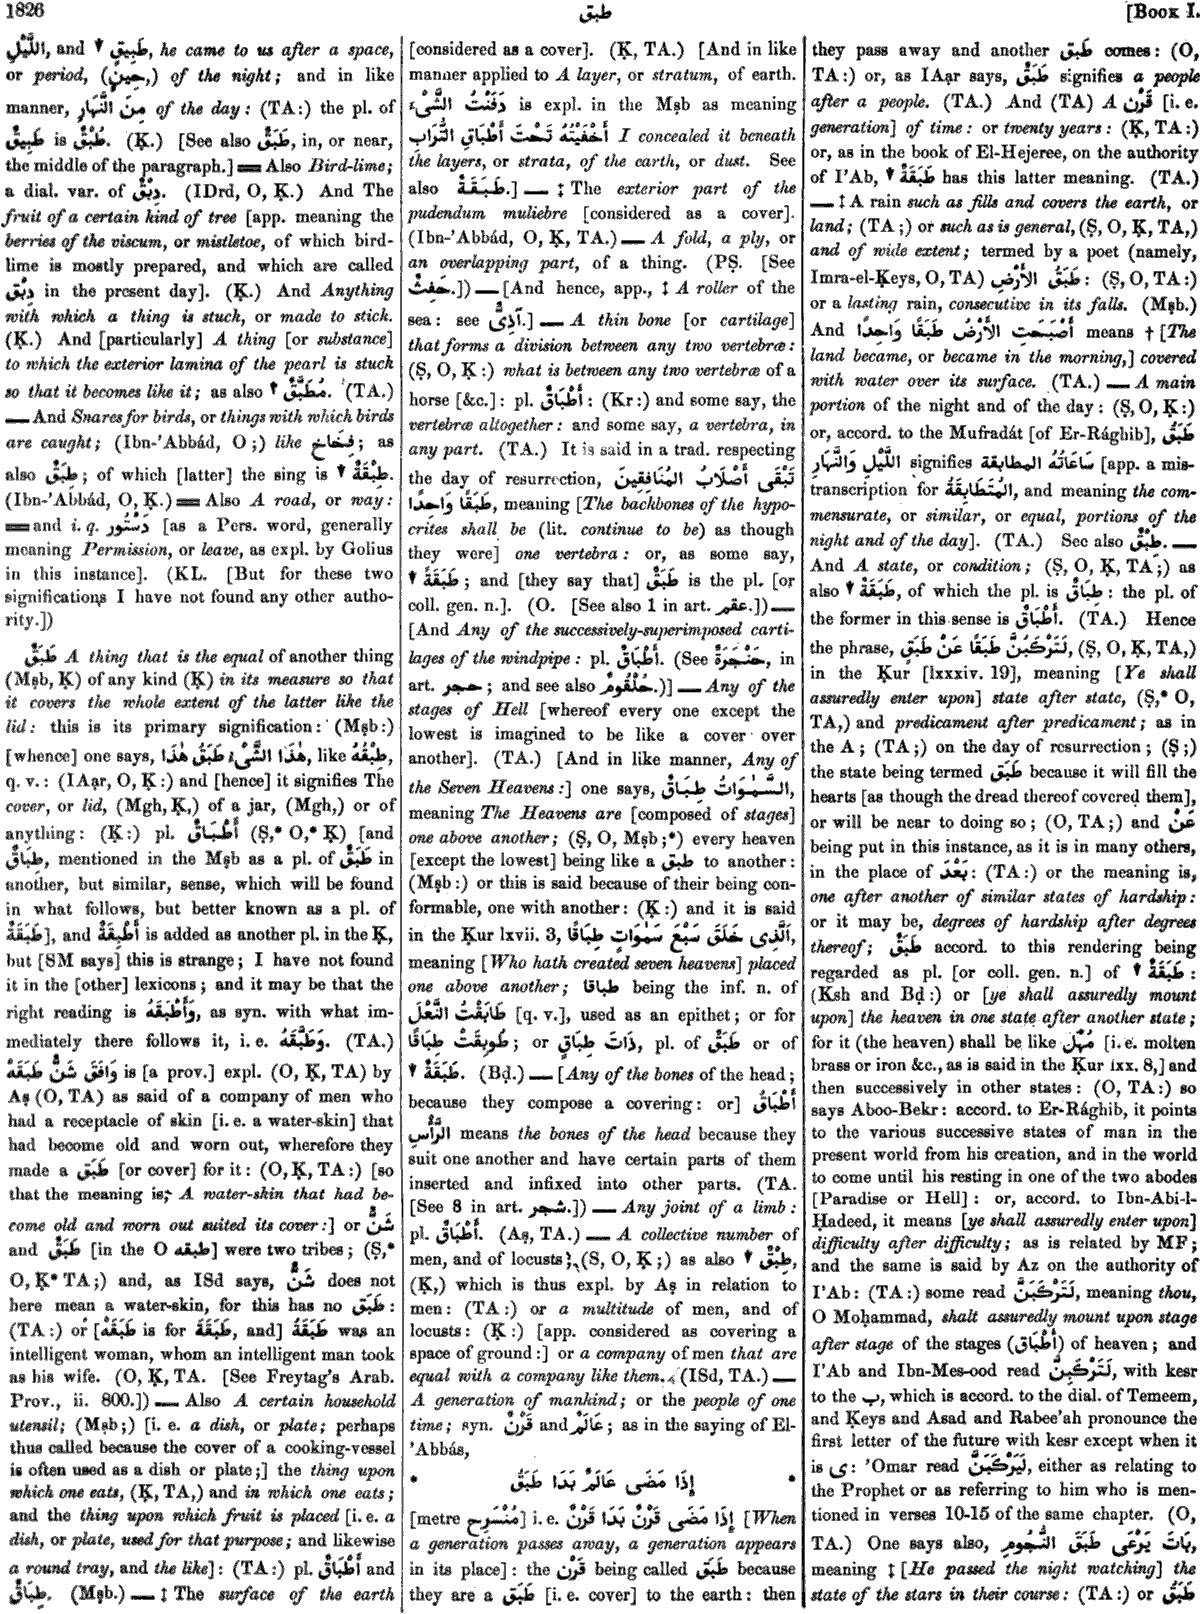 1826
طبق
[Book I.
اللَّيْلِ, and ▼ طَبِيقٍ, he came to us after a space,
or period, (حِينٍ,) of the night; and in like
manner, مِنَ النَّهَارِ of the day: (TA:) the pl. of
طَبِيقٌ is طُبْقٌ. (Ḳ.) [See also طَبَقٌ, in, or near,
the middle of the paragraph.] ═ Also Bird-lime;
a dial. var. of دِبْقٌ. (IDrd, O, Ḳ.) And The
fruit of a certain kind of tree [app. meaning the
berries of the viscum, or mistletoe, of which bird-
lime is mostly prepared, and which are called
دِبْق in the present day]. (Ḳ.) And Anything
with which a thing is stuck, or made to stick.
(Ḳ.) And [particularly] A thing [or substance]
to which the exterior lamina of the pearl is stuck
so that it becomes like it; as also ▼ مُطَبَّقٌ. (TA.)
— And Snares for birds, or things with which birds
are caught; (Ibn-'Abbád, O;) like فِخَاخ; as
also طِبَقٌ; of which [latter] the sing is ▼ طِبْقَةٌ.
(Ibn-'Abbád, O, Ḳ.) ═ Also A road, or way:
═ and i. q. دَسْتُور [as a Pers. word, generally
meaning Permission, or leave, as expl. by Golius
in this instance]. (KL. [But for these two
significations I have not found any other autho-
rity.])
طَبَقٌ A thing that is the equal of another thing
(Mṣb, Ḳ) of any kind (Ḳ) in its measure so that
it covers the whole extent of the latter like the
lid: this is its primary signification: (Mṣb:)
[whence] one says, هٰذَا الشَّىْءُ طَبَقُ هٰذَا, like طِبْقُهُ,
q. v.: (IAạr, O, Ḳ:) and [hence] it signifies The
cover, or lid, (Mgh, Ḳ,) of a jar, (Mgh,) or of
anything: (Ḳ:) pl. أَطْبَاقٌ (Ṣ,* O,* Ḳ) [and
طِبَاقٌ, mentioned in the Mṣb as a pl. of طَبَقٌ in
another, but similar, sense, which will be found
in what follows, but better known as a pl. of
طَبَقَةٌ], and أَطْبِقَةٌ is added as another pl. in the Ḳ,
but [SM says] this is strange; I have not found
it in the [other] lexicons; and it may be that the
right reading is وَأَطْبَقَهُ, as syn. with what im-
mediately there follows it, i. e. وَطَبَّقَهُ. (TA.)
وَافَقَ شَنٌّ طَبَقَهُ is [a prov.] expl. (O, Ḳ, TA) by
Aṣ (O, TA) as said of a company of men who
had a receptacle of skin [i. e. a water-skin] that
had become old and worn out, wherefore they
made a طَبَق [or cover] for it: (O, Ḳ, TA:) [so
that the meaning is, A water-skin that had be-
come old and worn out suited its cover:] or شَنٌّ
and طَبَقٌ [in the O طبقه] were two tribes; (Ṣ,*
O, Ḳ* TA;) and, as ISd says, شَنٌّ does not
here mean a water-skin, for this has no طَبَق:
(TA:) or [طَبَقَهْ is for طَبَقَةَ, and] طَبَقَةُ was an
intelligent woman, whom an intelligent man took
as his wife. (O, Ḳ, TA. [See Freytag's Arab.
Prov., ii. 800.]) — Also A certain household
utensil; (Mṣb;) [i. e. a dish, or plate; perhaps
thus called because the cover of a cooking-vessel
is often used as a dish or plate;] the thing upon
which one eats, (Ḳ, TA,) and in which one eats;
and the thing upon which fruit is placed [i. e. a
dish, or plate, used for that purpose; and likewise
a round tray, and the like]: (TA:) pl. أَطْبَاقٌ and
طِبَاقٌ. (Mṣb.) — ‡ The surface of the earth
[considered as a cover]. (Ḳ, TA.) [And in like
manner applied to A layer, or stratum, of earth.
دَفَنْتُ الشَّىْءَ is expl. in the Mṣb as meaning
أَخْفَيْتُهُ تَحْتَ أَطْبَاقِ التُّرَابِ I concealed it beneath
the layers, or strata, of the earth, or dust. See
also طَبَقَةٌ.] — ‡ The exterior part of the
pudendum muliebre [considered as a cover].
(Ibn-'Abbád, O, Ḳ, TA.) — A fold, a ply, or
an overlapping part, of a thing. (PṢ. [See
حَفِثٌ.]) — [And hence, app., ‡ A roller of the
sea: see آذِىٌّ.] — A thin bone [or cartilage]
that forms a division between any two vertebræ:
(Ṣ, O, Ḳ:) what is between any two vertebræ of a
horse [&c.]: pl. أَطْبَاقٌ: (Kr:) and some say, the
vertebræ altogether: and some say, a vertebra, in
any part. (TA.) It is said in a trad. respecting
the day of resurrection, تَبْقَى أَصْلَابُ المُنَافِقِينَ
طَبَقًا وَاحِدًا, meaning [The backbones of the hypo-
crites shall be (lit. continue to be) as though
they were] one vertebra: or, as some say,
▼ طَبَقَةً; and [they say that] طَبَقٌ is the pl. [or
coll. gen. n.]. (O. [See also 1 in art. عقم.]) —
[And Any of the successively-superimposed carti-
lages of the windpipe: pl. أَطْبَاقٌ. (See حَنْجَرَةٌ, in
art. حجر; and see also حُلْقُومٌ.)] — Any of the
stages of Hell [whereof every one except the
lowest is imagined to be like a cover over
another]. (TA.) [And in like manner, Any of
the Seven Heavens:] one says, السَّمٰوَاتُ طِبَاقٌ,
meaning The Heavens are [composed of stages]
one above another; (Ṣ, O, Mṣb;*) every heaven
[except the lowest] being like a طبق to another:
(Mṣb:) or this is said because of their being con-
formable, one with another: (Ḳ:) and it is said
in the Ḳur lxvii. 3, اَلَّذِى خَلَقَ سَبْعَ سَمٰوَاتٍ طِبَاقًا,
meaning [Who hath created seven heavens] placed
one above another; طباقا being the inf. n. of
طَابَقْتُ النَّعْلَ [q. v.], used as an epithet; or for
طُوبِقَتْ طِبَاقًا; or ذَاتَ طِبَاقٍ, pl. of طَبَقٌ or of
▼ طَبَقَةٌ. (Bḍ.) — [Any of the bones of the head;
because they compose a covering: or] أَطْبَاقُ
الرَّأْسِ means the bones of the head because they
suit one another and have certain parts of them
inserted and infixed into other parts. (TA.
[See 8 in art. شجر.]) — Any joint of a limb:
pl. أَطْبَاقٌ. (Aṣ, TA.) — A collective number of
men, and of locusts; (S, O, Ḳ;) as also ▼ طِبْقٌ,
(Ḳ,) which is thus expl. by Aṣ in relation to
men: (TA:) or a multitude of men, and of
locusts: (Ḳ:) [app. considered as covering a
space of ground:] or a company of men that are
equal with a company like them. (ISd, TA.) —
A generation of mankind; or the people of one
time; syn. قَرْنٌ and عَالَمٌ; as in the saying of El-
'Abbás,
* إِذَا مَضَى عَالَمٌ بَدَا طَبَقُ *
[metre مُنْسَرِح] i. e. إِذَا مَضَى قَرْنٌ بَدَا قَرْنٌ [When
a generation passes away, a generation appears
in its place]: the قَرْن being called طَبَق because
they are a طَبَق [i. e. cover] to the earth: then
they pass away and another طَبَق comes: (O,
TA:) or, as IAạr says, طَبَقٌ signifies a people
after a people. (TA.) And (TA) A قَرْن [i. e.
generation] of time: or twenty years: (Ḳ, TA:)
or, as in the book of El-Hejeree, on the authority
of I'Ab, ▼ طَبَقَةٌ has this latter meaning. (TA.)
— ‡ A rain such as fills and covers the earth, or
land; (TA;) or such as is general, (Ṣ, O, Ḳ, TA,)
and of wide extent; termed by a poet (namely,
Imra-el-Ḳeys, O, TA) طَبَقُ الأَرْضِ: (Ṣ, O, TA:)
or a lasting rain, consecutive in its falls. (Mṣb.)
And أَصْبَحَتِ الأَرْضُ طَبَقًا وَاحِدًا means † [The
land became, or became in the morning,] covered
with water over its surface. (TA.) — A main
portion of the night and of the day: (Ṣ, O, Ḳ:)
or, accord. to the Mufradát [of Er-Rághib], طَبَقُ
اللَّيْلِ وَالنَّهَارِ signifies سَاعَاتُهُ المطابقة [app. a mis-
transcription for المُتَطَابِقَةُ, and meaning the com-
mensurate, or similar, or equal, portions of the
night and of the day]. (TA.) See also طِبْقٌ. —
And A state, or condition; (Ṣ, O, Ḳ, TA;) as
also ▼ طَبَقَةٌ, of which the pl. is طِبَاقٌ: the pl. of
the former in this sense is أَطْبَاقٌ. (TA.) Hence
the phrase, لَتَرْكَبُنَّ طَبَقًا عَنْ طَبَقٍ, (Ṣ, O, Ḳ, TA,)
in the Ḳur [lxxxiv. 19], meaning [Ye shall
assuredly enter upon] state after state, (Ṣ,* O,
TA,) and predicament after predicament; as in
the A; (TA;) on the day of resurrection; (Ṣ;)
the state being termed طَبَق because it will fill the
hearts [as though the dread thereof covered them],
or will be near to doing so; (O, TA;) and عَنْ
being put in this instance, as it is in many others,
in the place of بَعْدَ: (TA:) or the meaning is,
one after another of similar states of hardship:
or it may be, degrees of hardship after degrees
thereof; طَبَقٌ accord. to this rendering being
regarded as pl. [or coll. gen. n.] of ▼ طَبَقَةٌ:
(Ksh and Bḍ:) or [ye shall assuredly mount
upon] the heaven in one state after another state;
for it (the heaven) shall be like مُهْل [i. e. molten
brass or iron &c., as is said in the Ḳur lxx. 8,] and
then successively in other states: (O, TA:) so
says Aboo-Bekr: accord. to Er-Rághib, it points
to the various successive states of man in the
present world from his creation, and in the world
to come until his resting in one of the two abodes
[Paradise or Hell]: or, accord. to Ibn-Abi-l-
Ḥadeed, it means [ye shall assuredly enter upon]
difficulty after difficulty; as is related by MF;
and the same is said by Az on the authority of
I'Ab: (TA:) some read لَتَرْكَبَنَّ, meaning thou,
O Moḥammad, shalt assuredly mount upon stage
after stage of the stages (أَطْبَاق) of heaven; and
I'Ab and Ibn-Mes-ood read لَتِرْكَبِنَّ, with kesr
to the ب, which is accord. to the dial. of Temeem,
and Ḳeys and Asad and Rabee'ah pronounce the
first letter of the future with kesr except when it
is ى: 'Omar read لَيَرْكَبَنَّ, either as relating to
the Prophet or as referring to him who is men-
tioned in verses 10-15 of the same chapter. (O,
TA.) One says also, بَاتَ يَرْعَى طَبَقَ النُّجُومِ,
meaning ‡ [He passed the night watching] the
state of the stars in their course: (TA:) or طَبَقُ